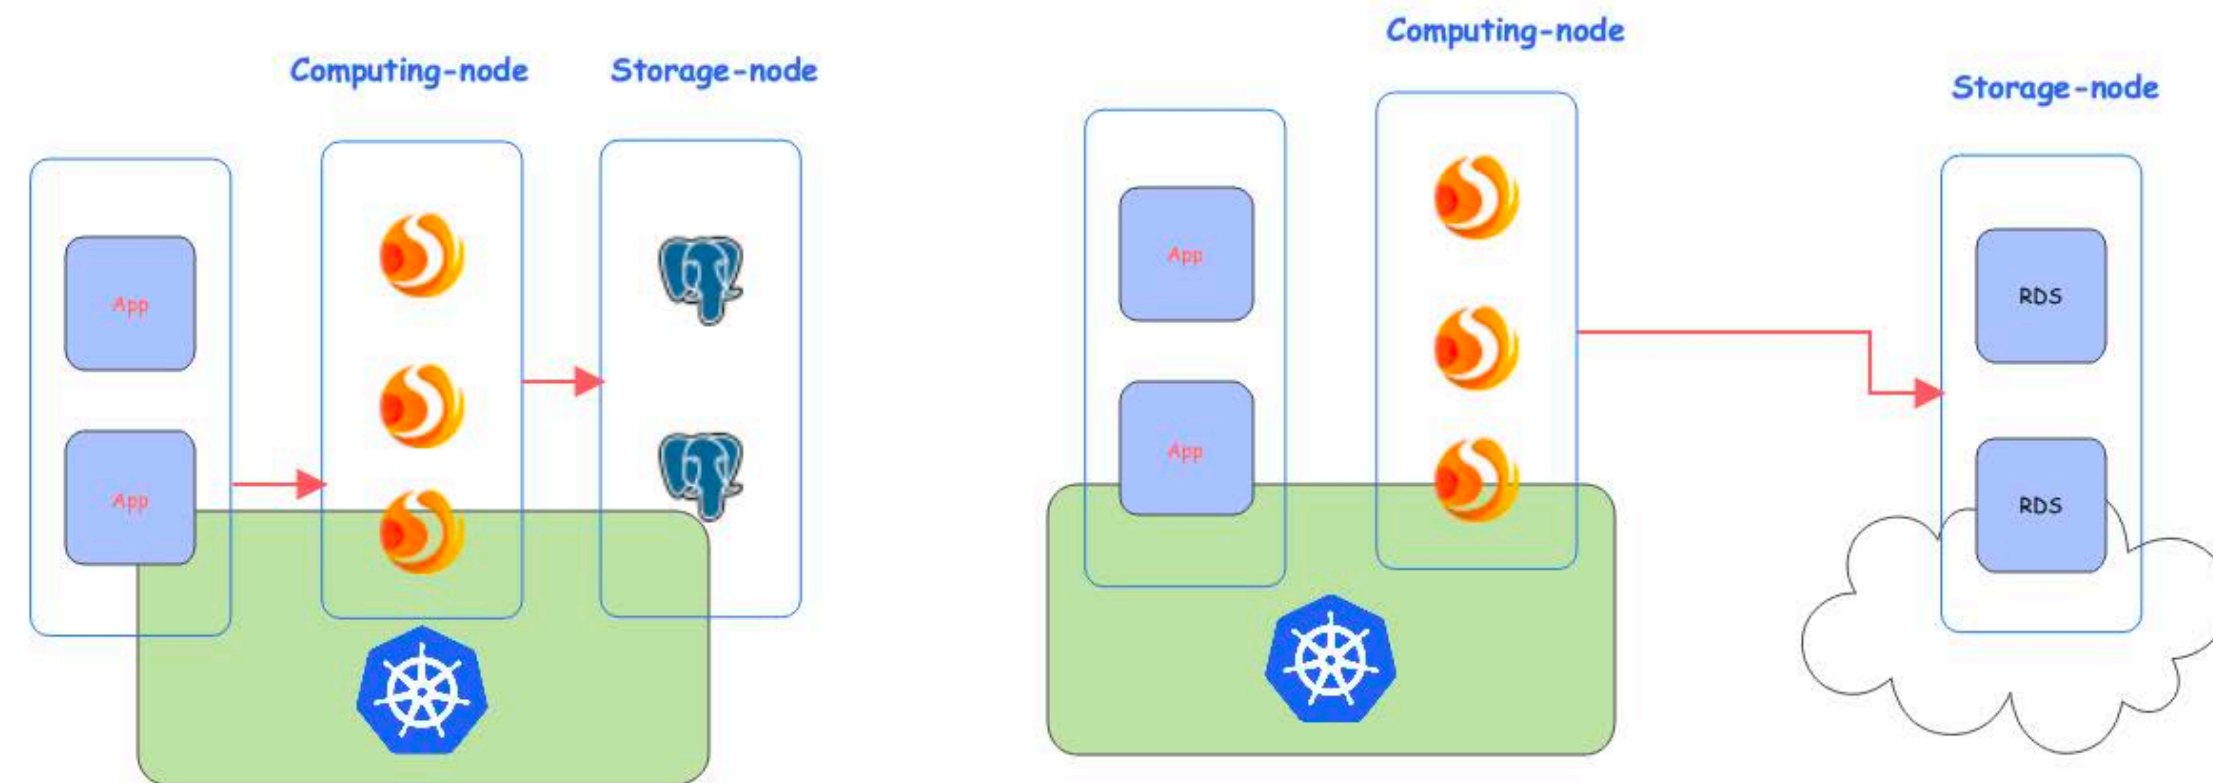 Computing-node
Storage-node
App
App
Computing-node
Storage-node
App
App
RDS
RDS